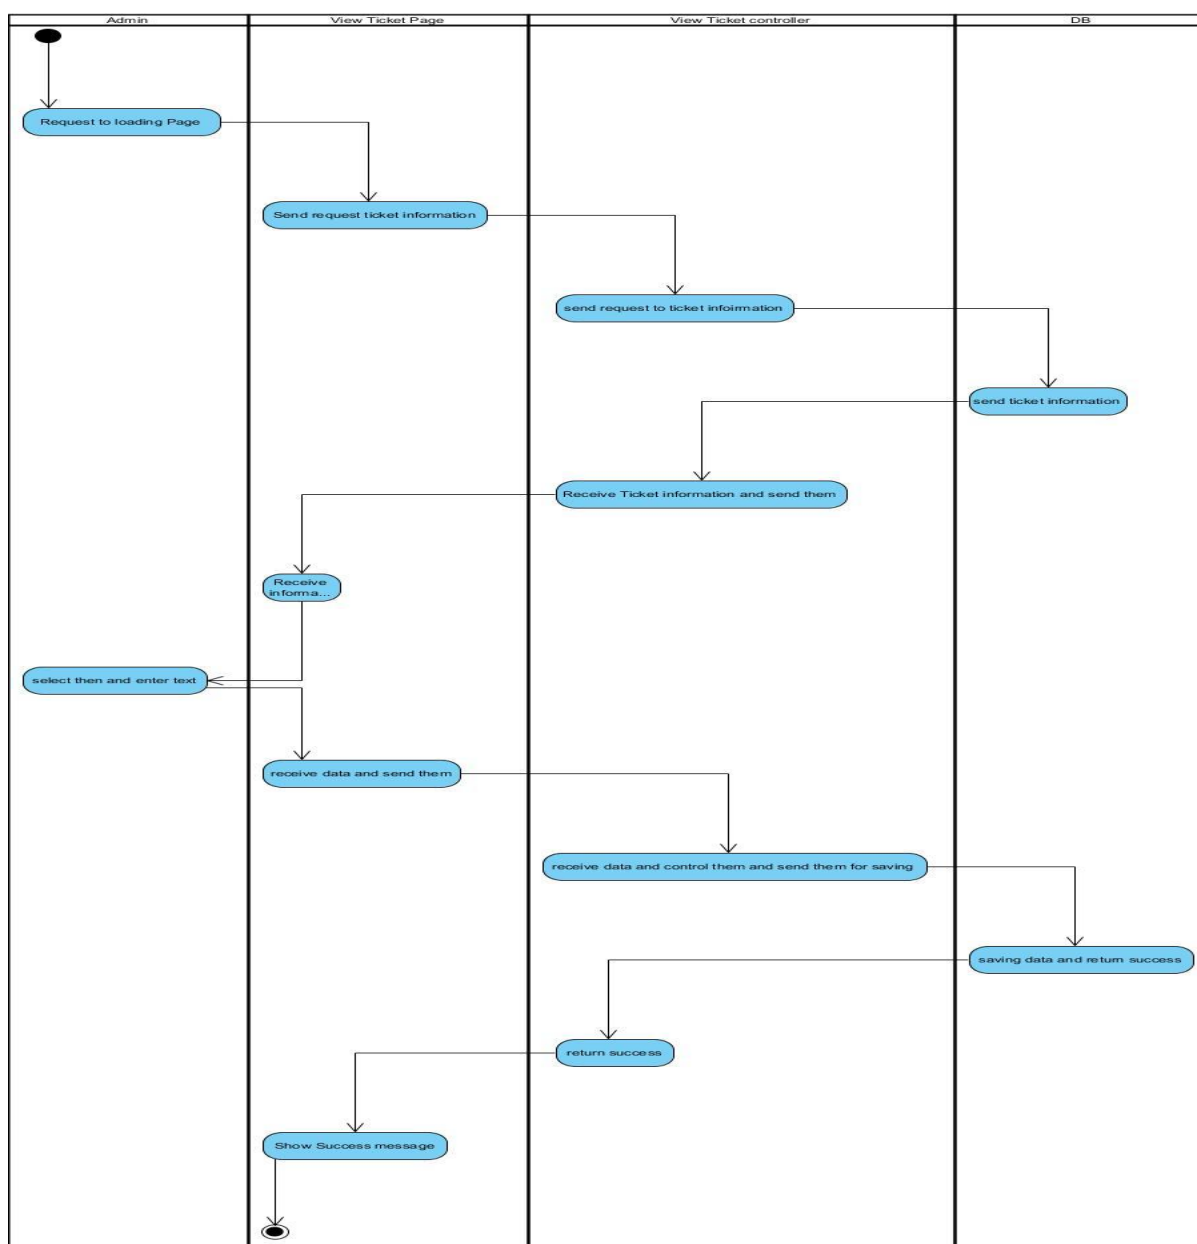 Admin
View Ticket Page
View Ticket controller
DB
Request to loading Page
Send request ticket information
send request to ticket infoirmation
send ticket information
Receive Ticket information and send them
Receive
informa...
select then and enter text
receive data and send them
receive data and control them and send them for saving
saving data and return success
return success
Show Success message